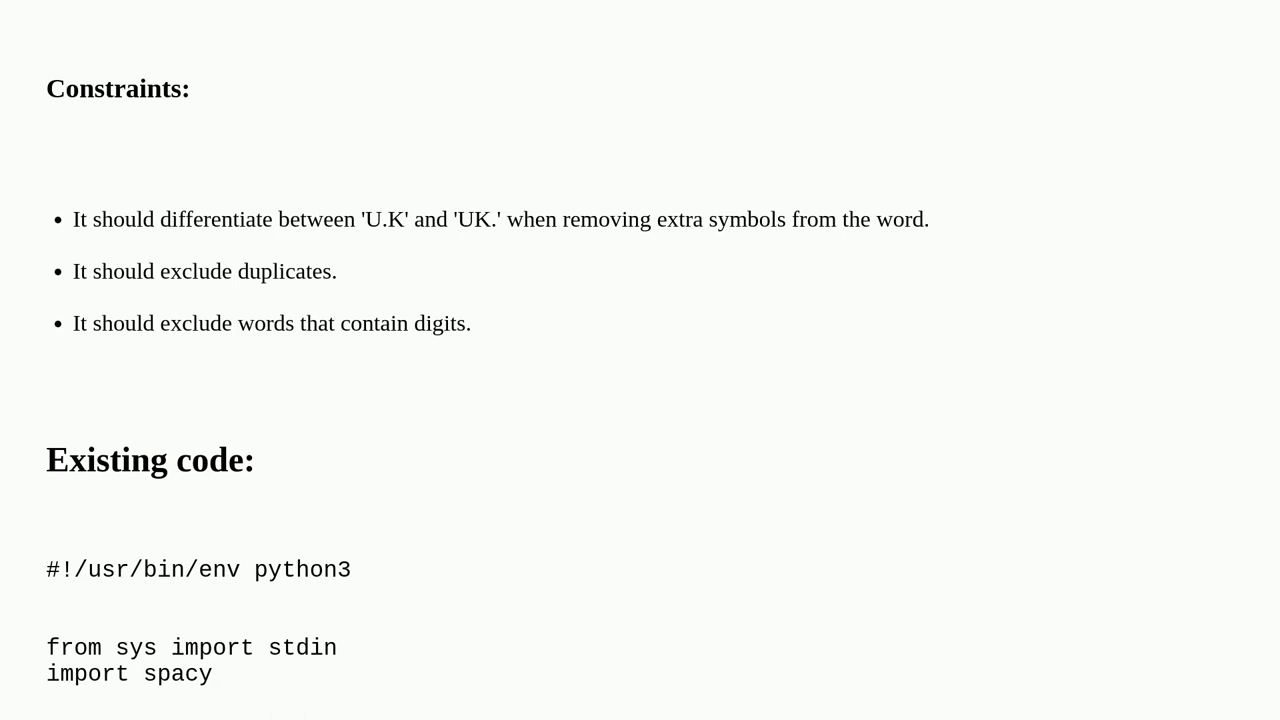 Constraints:
• It should differentiate between 'U.K' and 'UK.' when removing extra symbols from the word.
• It should exclude duplicates.
• It should exclude words that contain digits.
Existing code:
#!/usr/bin/env python3
from sys import stdin
import spacy